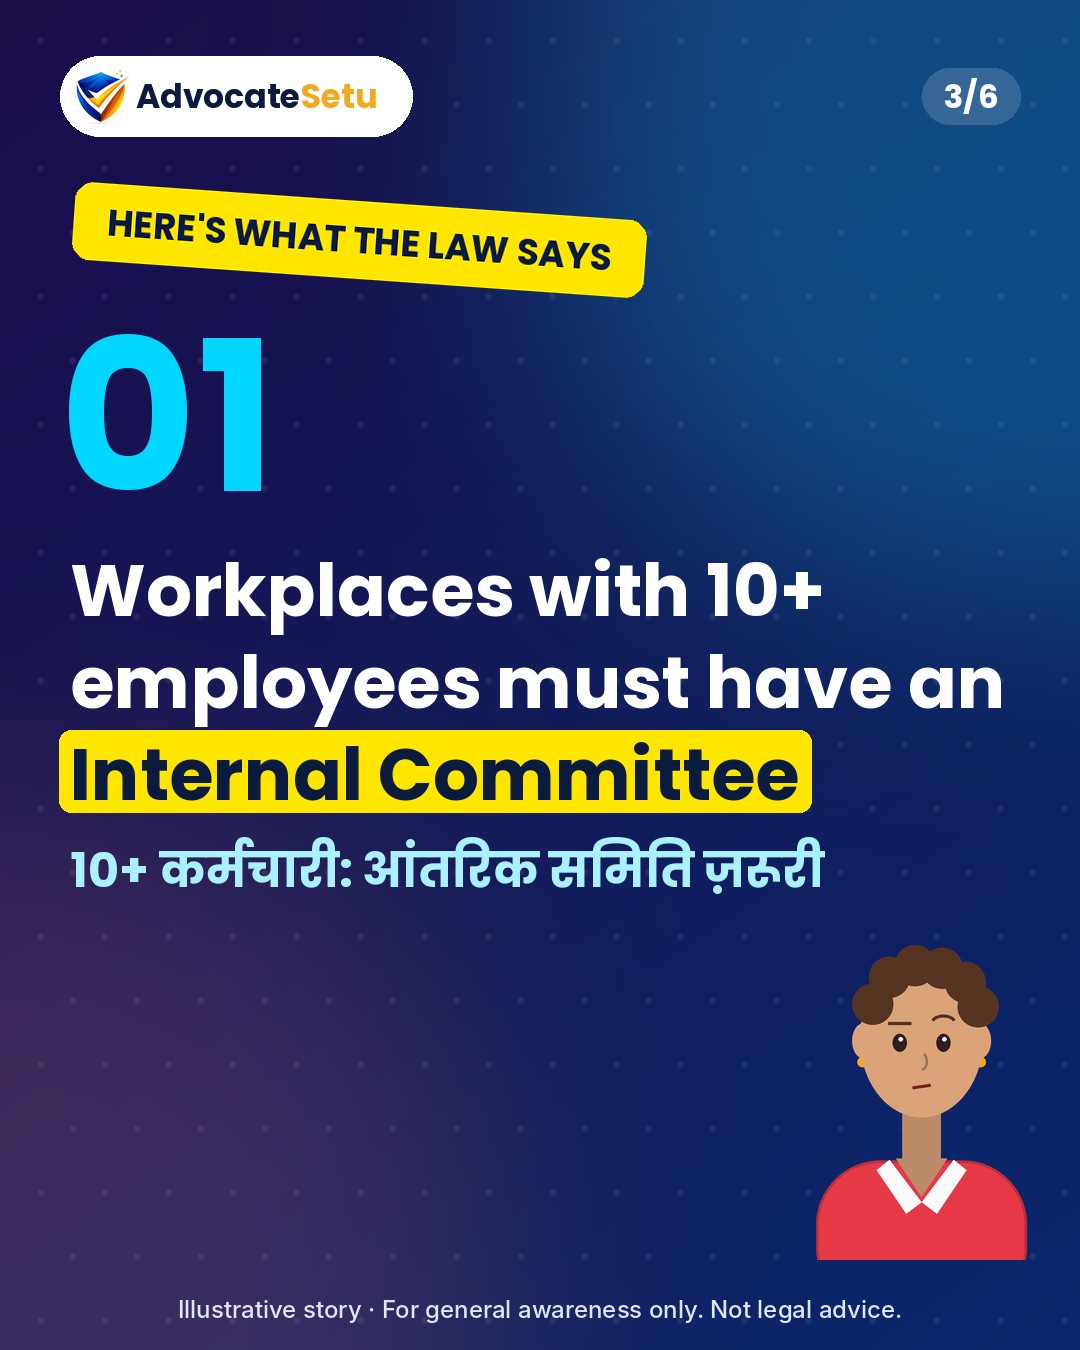 AdvocateSetu
3/6
HERE'S WHAT THE LAW SAYS
01
Workplaces with 10+
employees must have an
Internal Committee
10+ कर्मचारी: आंतरिक समिति ज़रूरी
Illustrative story · For general awareness only. Not legal advice.